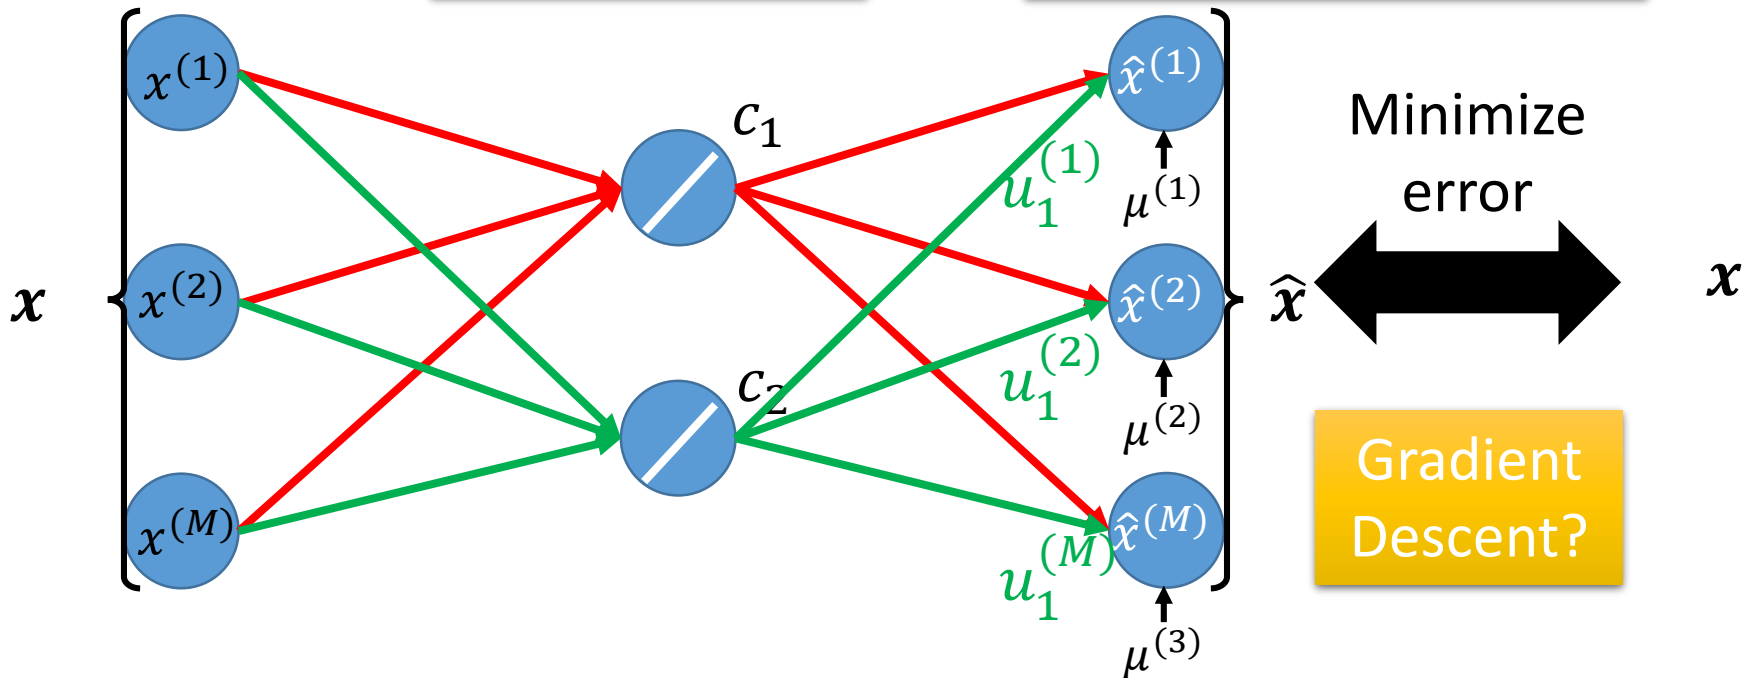 x
x^(1)
x^(2)
x^(M)
c₁
c₂
u₁^(1)
u₁^(2)
u₁^(M)
x̂^(1)
μ^(1)
x̂^(2)
μ^(2)
x̂^(M)
μ^(3)
x̂
Minimize
error
x
Gradient
Descent?